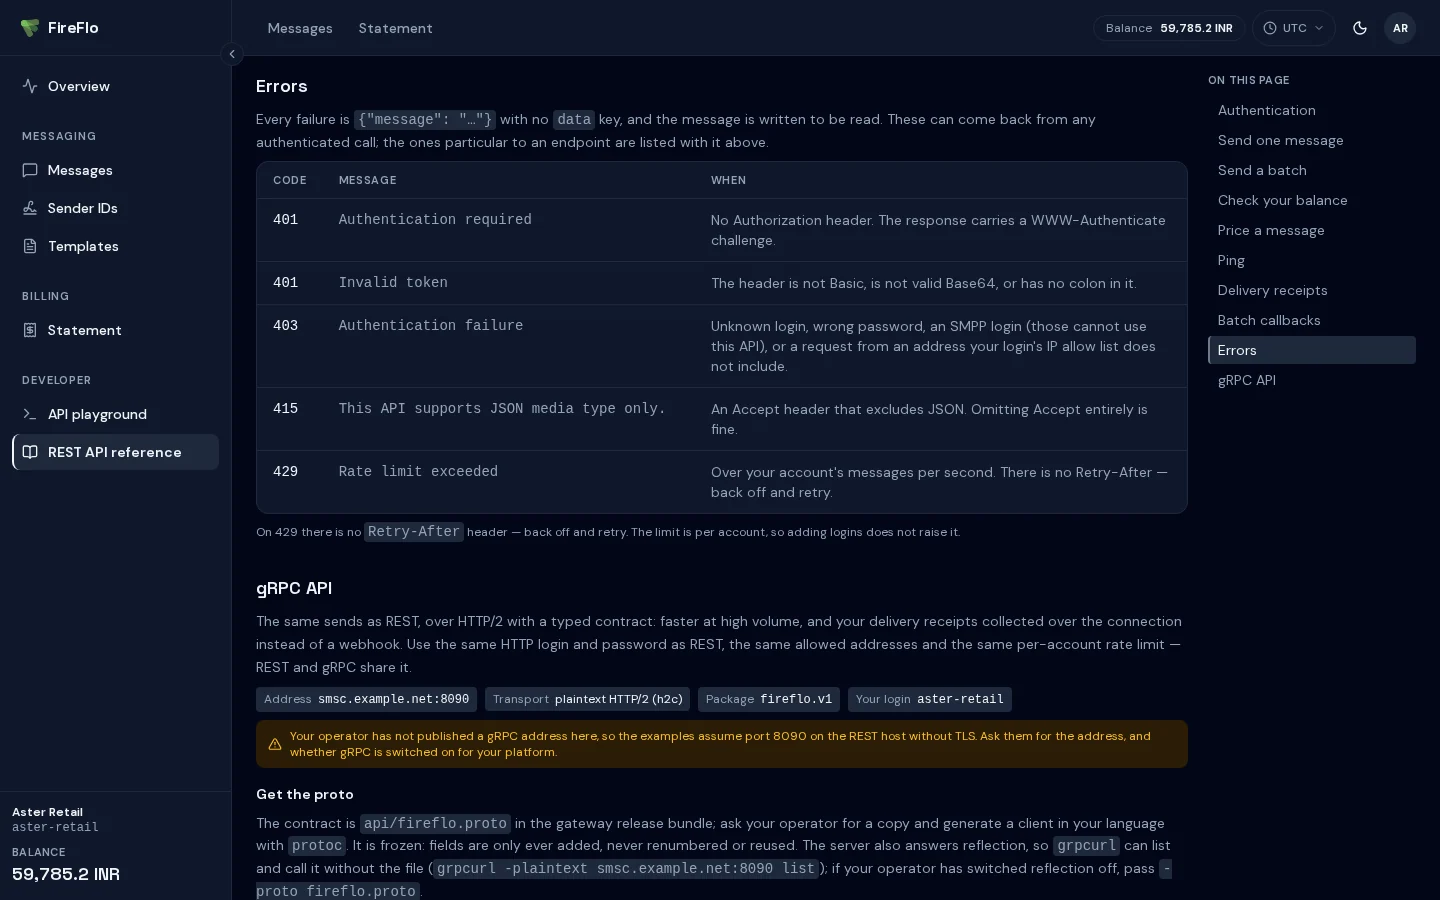 FireFlo
Messages
Statement
Balance 59,785.2 INR
UTC
AR
Overview
MESSAGING
Messages
Sender IDs
Templates
BILLING
Statement
DEVELOPER
API playground
REST API reference
Aster Retail
aster-retail
BALANCE
59,785.2 INR
Errors
Every failure is {"message": "…"} with no data key, and the message is written to be read. These can come back from any
authenticated call; the ones particular to an endpoint are listed with it above.
CODE MESSAGE WHEN
401 Authentication required No Authorization header. The response carries a WWW-Authenticate
challenge.
401 Invalid token The header is not Basic, is not valid Base64, or has no colon in it.
403 Authentication failure Unknown login, wrong password, an SMPP login (those cannot use
this API), or a request from an address your login's IP allow list does
not include.
415 This API supports JSON media type only. An Accept header that excludes JSON. Omitting Accept entirely is
fine.
429 Rate limit exceeded Over your account's messages per second. There is no Retry-After —
back off and retry.
On 429 there is no Retry-After header — back off and retry. The limit is per account, so adding logins does not raise it.
gRPC API
The same sends as REST, over HTTP/2 with a typed contract: faster at high volume, and your delivery receipts collected over the connection
instead of a webhook. Use the same HTTP login and password as REST, the same allowed addresses and the same per-account rate limit —
REST and gRPC share it.
Address smsc.example.net:8090 Transport plaintext HTTP/2 (h2c) Package fireflo.v1 Your login aster-retail
Your operator has not published a gRPC address here, so the examples assume port 8090 on the REST host without TLS. Ask them for the address, and
whether gRPC is switched on for your platform.
Get the proto
The contract is api/fireflo.proto in the gateway release bundle; ask your operator for a copy and generate a client in your language
with protoc. It is frozen: fields are only ever added, never renumbered or reused. The server also answers reflection, so grpcurl can list
and call it without the file (grpcurl -plaintext smsc.example.net:8090 list); if your operator has switched reflection off, pass -
proto fireflo.proto.
ON THIS PAGE
Authentication
Send one message
Send a batch
Check your balance
Price a message
Ping
Delivery receipts
Batch callbacks
Errors
gRPC API